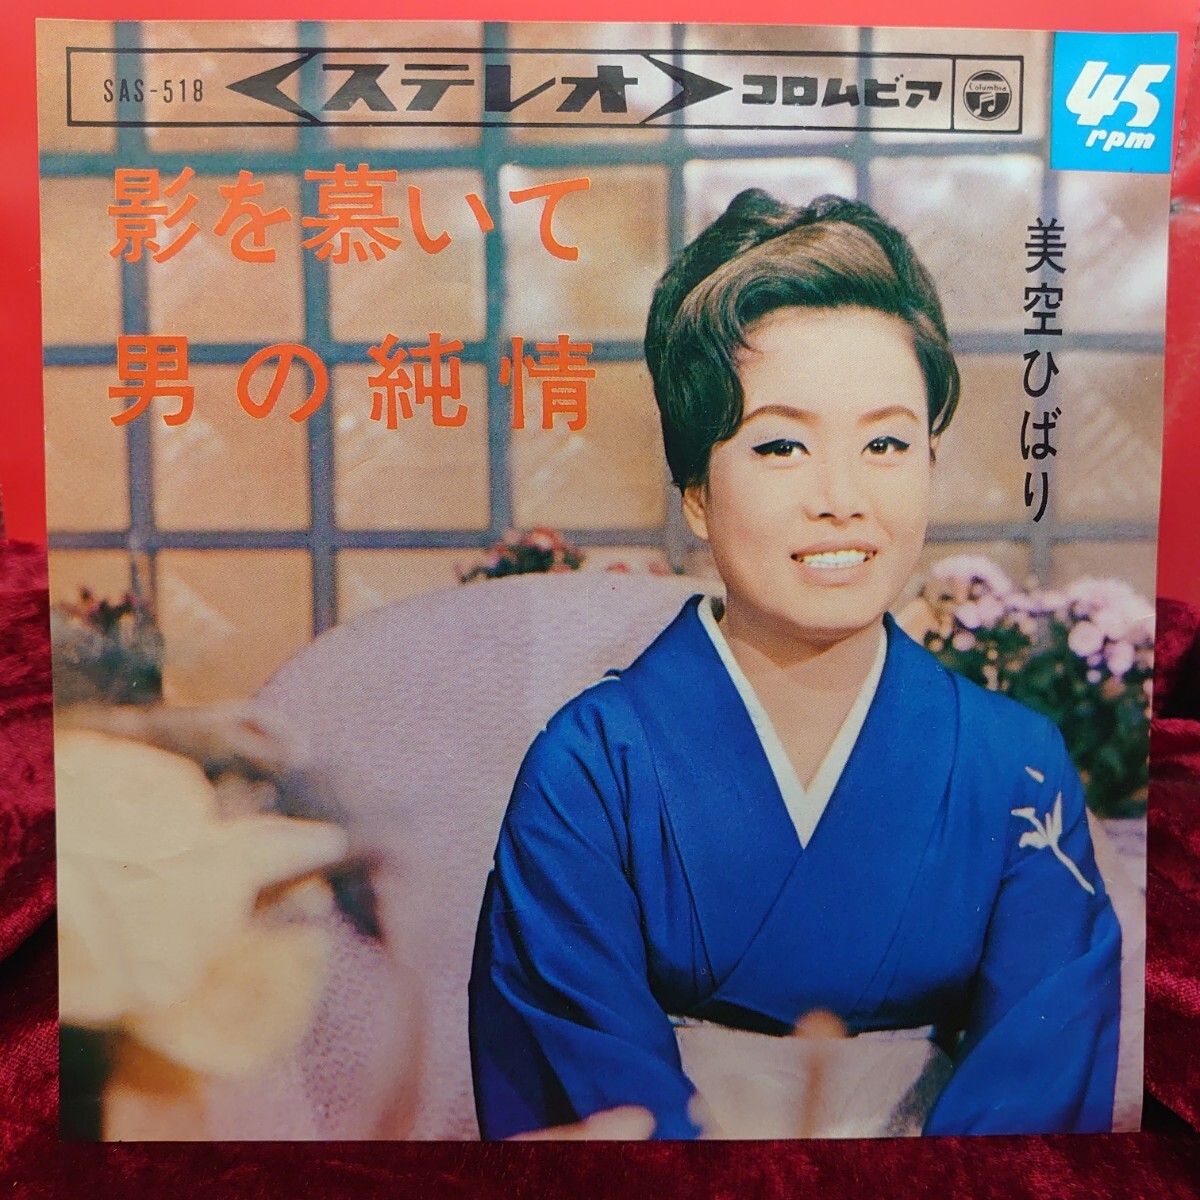 SAS-518 <ステレオ> コロムビア Columbia
45
rpm
影を慕いて
男の純情
美空ひばり